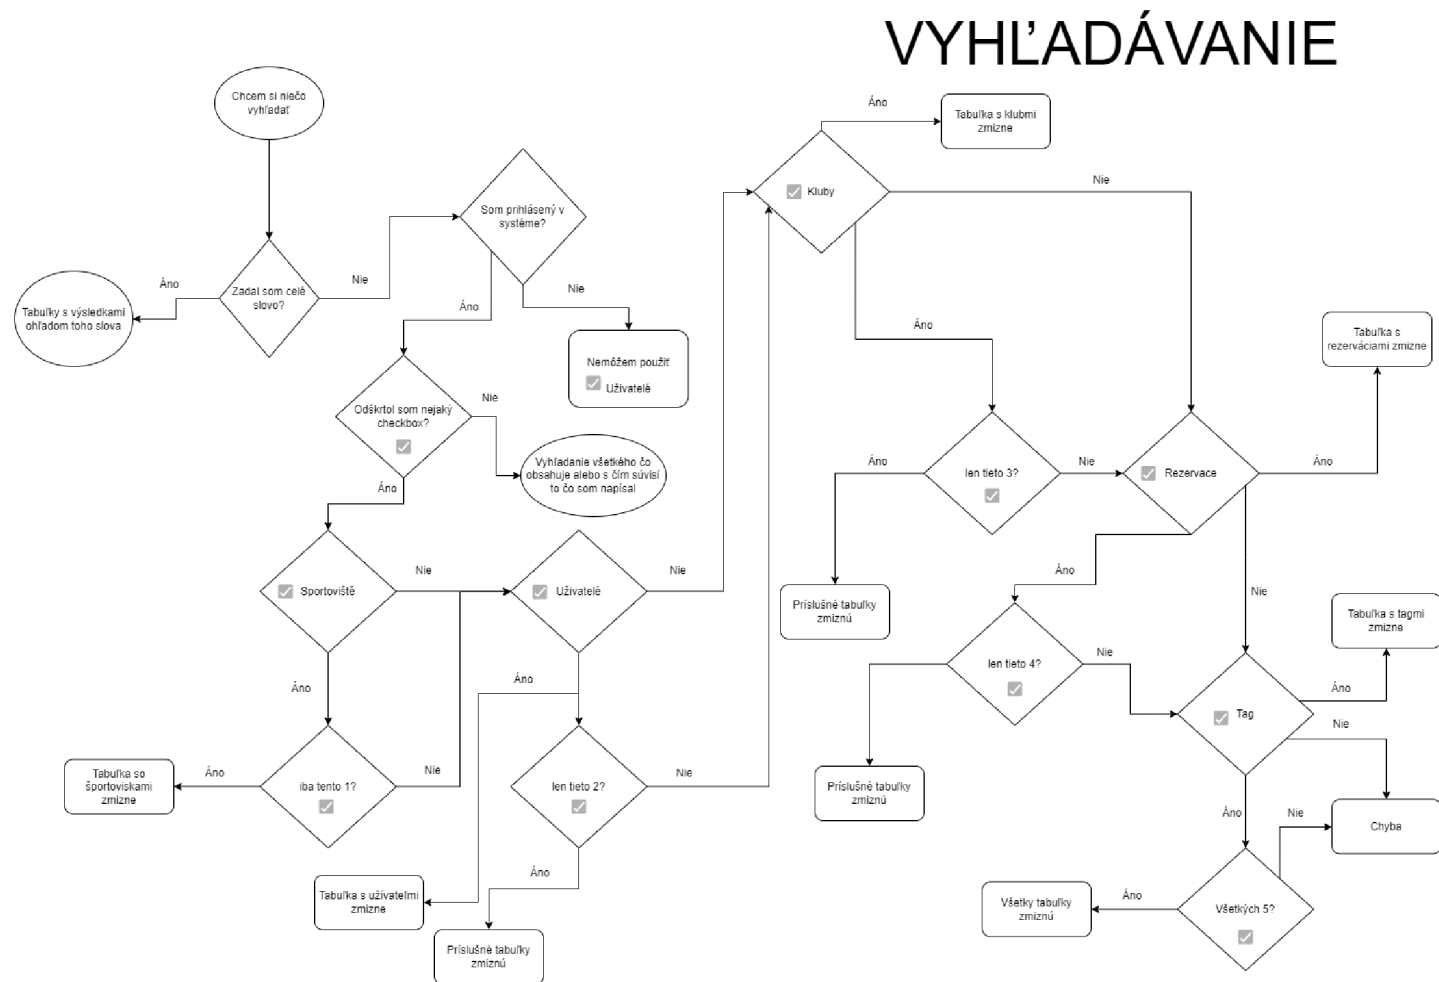 VYHĽADÁVANIE
Chcem si niečo
vyhľadať
Zadal som celé
slovo?
Áno
Tabuľky s výsledkami
ohľadom toho slova
Nie
Som prihlásený v
systéme?
Nie
Nemôžem použiť
Uživatelé
Áno
Odškrtol som nejaký
checkbox?
Nie
Vyhľadanie všetkého čo
obsahuje alebo s čím súvisí
to čo som napísal
Áno
Sportoviště
Nie
Áno
iba tento 1?
Áno
Tabuľka so
športoviskami
zmizne
Nie
Uživatelé
Nie
Áno
Tabuľka s užívateľmi
zmizne
len tieto 2?
Nie
Áno
Príslušné tabuľky
zmiznú
Kluby
Áno
Tabuľka s klubmi
zmizne
Nie
Áno
len tieto 3?
Áno
Príslušné tabuľky
zmiznú
Nie
Rezervace
Áno
Tabuľka s
rezerváciami zmizne
Áno
len tieto 4?
Príslušné tabuľky
zmiznú
Nie
Nie
Tag
Áno
Tabuľka s tagmi
zmizne
Nie
Chyba
Áno
Všetkých 5?
Nie
Áno
Všetky tabuľky
zmiznú